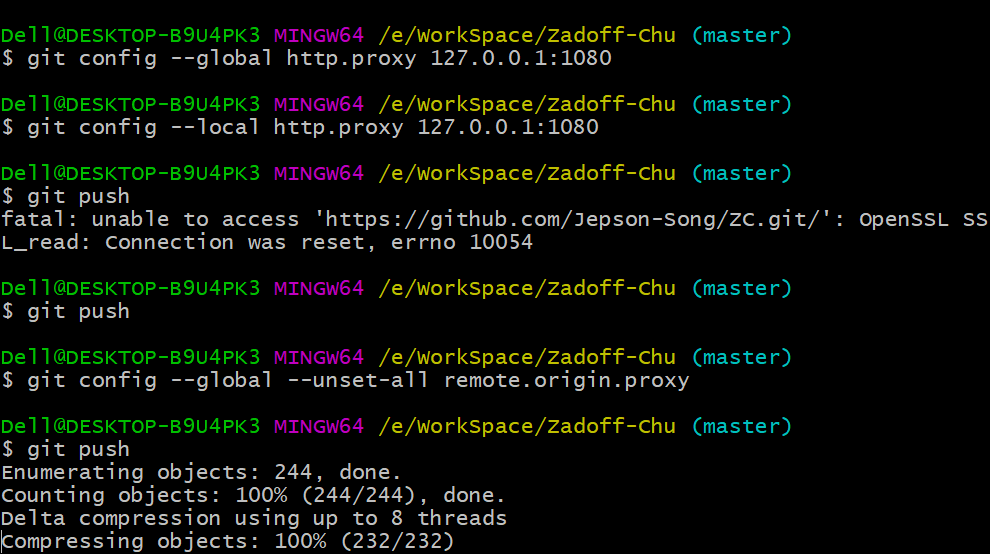 Dell@DESKTOP-B9U4PK3 MINGW64 /e/WorkSpace/Zadoff-Chu (master)
$ git config --global http.proxy 127.0.0.1:1080
Dell@DESKTOP-B9U4PK3 MINGW64 /e/WorkSpace/Zadoff-Chu (master)
$ git config --local http.proxy 127.0.0.1:1080
Dell@DESKTOP-B9U4PK3 MINGW64 /e/WorkSpace/Zadoff-Chu (master)
$ git push
fatal: unable to access 'https://github.com/Jepson-Song/ZC.git/': OpenSSL SS
L_read: Connection was reset, errno 10054
Dell@DESKTOP-B9U4PK3 MINGW64 /e/WorkSpace/Zadoff-Chu (master)
$ git push
Dell@DESKTOP-B9U4PK3 MINGW64 /e/WorkSpace/Zadoff-Chu (master)
$ git config --global --unset-all remote.origin.proxy
Dell@DESKTOP-B9U4PK3 MINGW64 /e/WorkSpace/Zadoff-Chu (master)
$ git push
Enumerating objects: 244, done.
Counting objects: 100% (244/244), done.
Delta compression using up to 8 threads
Compressing objects: 100% (232/232)